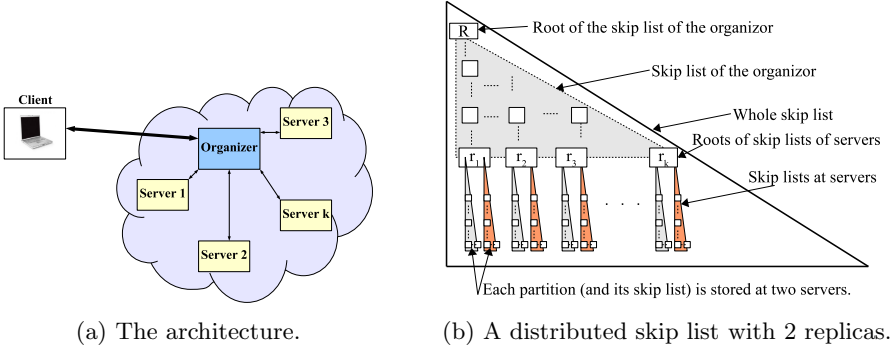 Client
Organizer
Server 3
Server 1
Server k
Server 2
(a) The architecture.
R
Root of the skip list of the organizor
Skip list of the organizor
Whole skip list
Roots of skip lists of servers
r1
r2
r3
rk
Skip lists at servers
. . . .
Each partition (and its skip list) is stored at two servers.
(b) A distributed skip list with 2 replicas.